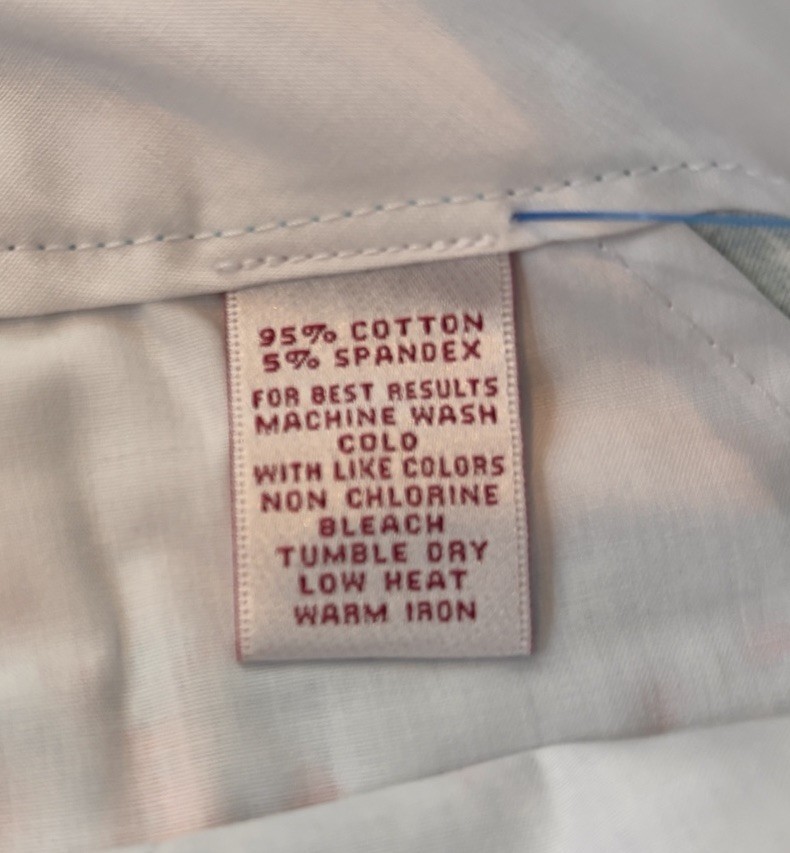 95% COTTON
5% SPANDEX
FOR BEST RESULTS
MACHINE WASH
COLD
WITH LIKE COLORS
NON CHLORINE
BLEACH
TUMBLE DRY
LOW HEAT
WARM IRON